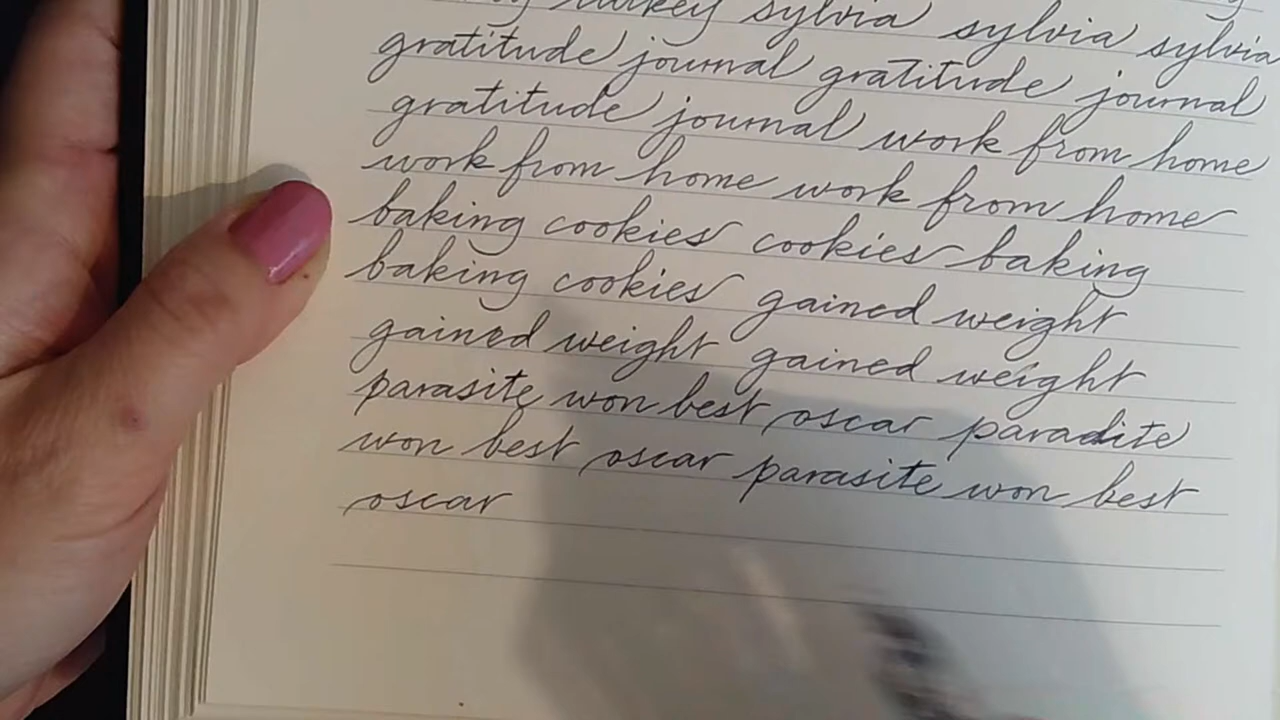 turkey sylvia sylvia sylvia
gratitude journal gratitude journal
gratitude journal work from home
work from home work from home
baking cookies cookies baking
baking cookies gained weight
gained weight gained weight
parasite won best oscar paradite
won best oscar parasite won best
oscar